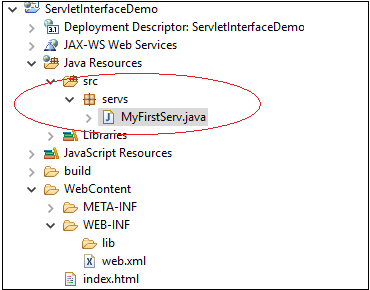 ServletInterfaceDemo
Deployment Descriptor: ServletInterfaceDemo
JAX-WS Web Services
Java Resources
src
servs
MyFirstServ.java
Libraries
JavaScript Resources
build
WebContent
META-INF
WEB-INF
lib
web.xml
index.html